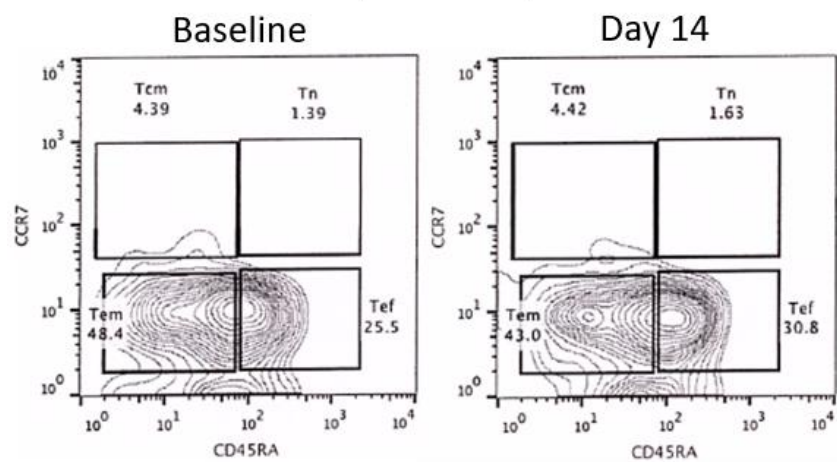 Baseline
Day 14
10^4
10^3
10^2
10^1
10^0
CCR7
Tcm
4.39
Tn
1.39
Tem
48.4
Tef
25.5
10^0 10^1 10^2 10^3 10^4
CD45RA
10^4
10^3
10^2
10^1
10^0
CCR7
Tcm
4.42
Tn
1.63
Tem
43.0
Tef
30.8
10^0 10^1 10^2 10^3 10^4
CD45RA